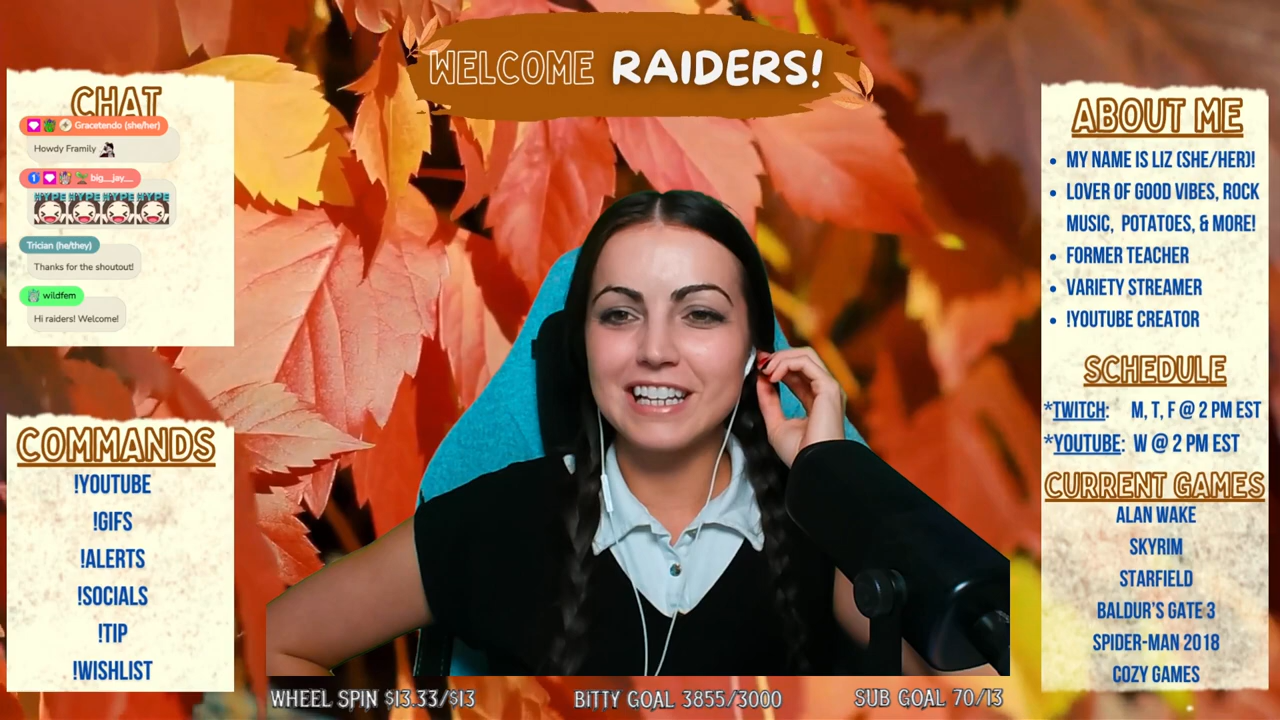 WELCOME RAIDERS!
CHAT
Gracetendo (she/her)
Howdy Framily
big__jay__
HYPE HYPE HYPE HYPE
Trician (he/they)
Thanks for the shoutout!
wildfem
Hi raiders! Welcome!
COMMANDS
!YOUTUBE
!GIFS
!ALERTS
!SOCIALS
!TIP
!WISHLIST
ABOUT ME
• MY NAME IS LIZ (SHE/HER)!
• LOVER OF GOOD VIBES, ROCK
MUSIC, POTATOES, & MORE!
• FORMER TEACHER
• VARIETY STREAMER
• !YOUTUBE CREATOR
SCHEDULE
*TWITCH: M, T, F @ 2 PM EST
*YOUTUBE: W @ 2 PM EST
CURRENT GAMES
ALAN WAKE
SKYRIM
STARFIELD
BALDUR'S GATE 3
SPIDER-MAN 2018
COZY GAMES
WHEEL SPIN $13.33/$13
BITTY GOAL 3855/3000
SUB GOAL 70/13